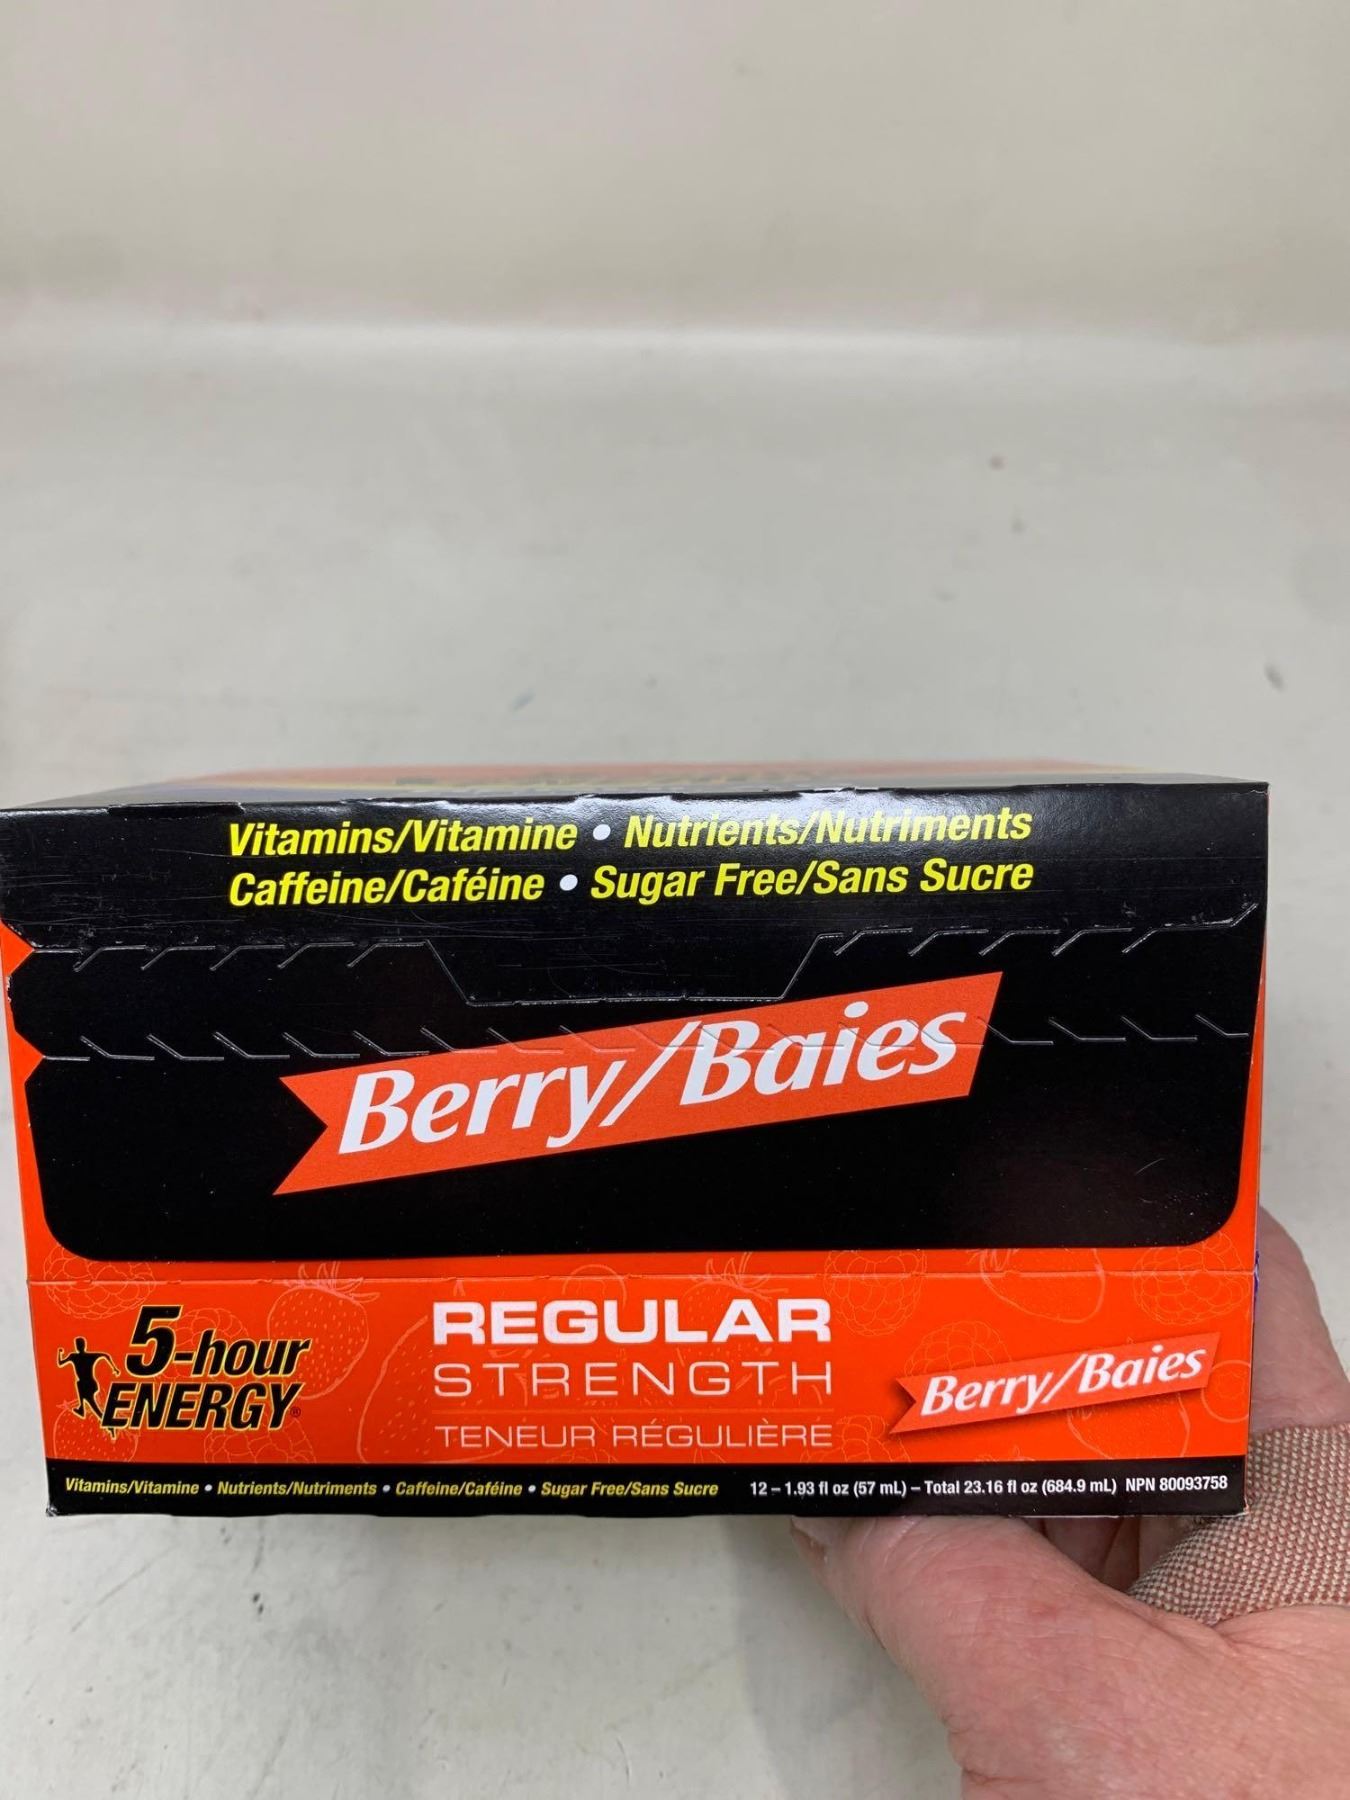 Vitamins/Vitamine • Nutrients/Nutriments
Caffeine/Caféine • Sugar Free/Sans Sucre
Berry/Baies
5-hour
ENERGY®
REGULAR
STRENGTH
TENEUR RÉGULIÈRE
Berry/Baies
Vitamins/Vitamine • Nutrients/Nutriments • Caffeine/Caféine • Sugar Free/Sans Sucre 12 – 1.93 fl oz (57 mL) – Total 23.16 fl oz (684.9 mL) NPN 80093758